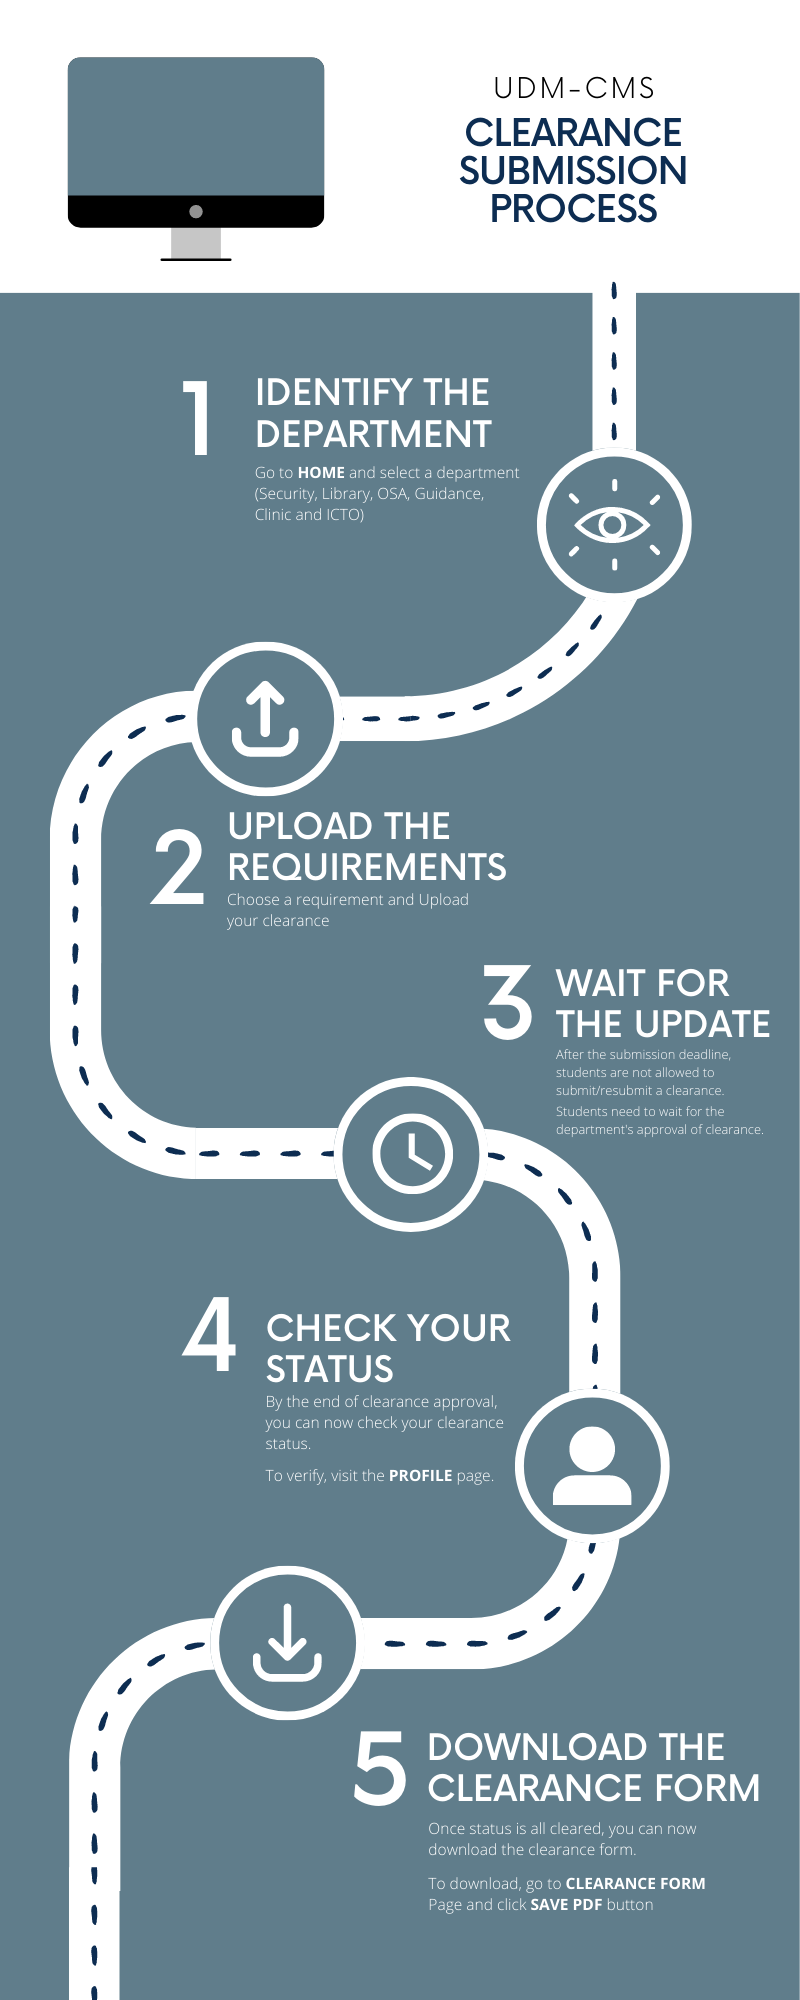 UDM-CMS
CLEARANCE
SUBMISSION
PROCESS
1
IDENTIFY THE
DEPARTMENT
Go to HOME and select a department
(Security, Library, OSA, Guidance,
Clinic and ICTO)
2
UPLOAD THE
REQUIREMENTS
Choose a requirement and Upload
your clearance
3
WAIT FOR
THE UPDATE
After the submission deadline,
students are not allowed to
submit/resubmit a clearance.
Students need to wait for the
department's approval of clearance.
4
CHECK YOUR
STATUS
By the end of clearance approval,
you can now check your clearance
status.
To verify, visit the PROFILE page.
5
DOWNLOAD THE
CLEARANCE FORM
Once status is all cleared, you can now
download the clearance form.
To download, go to CLEARANCE FORM
Page and click SAVE PDF button